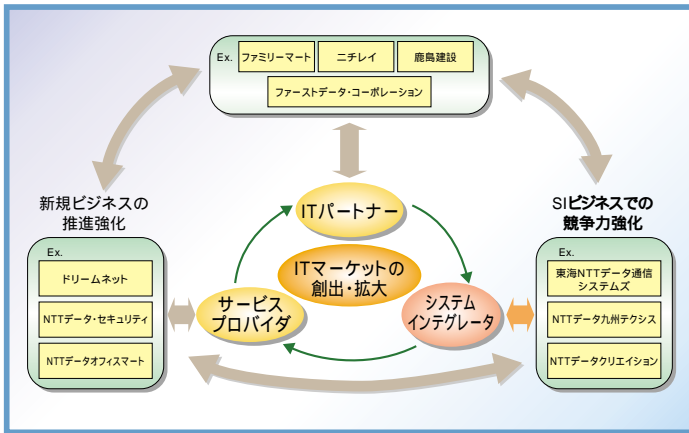 Ex.
ファミリーマート
ニチレイ
鹿島建設
ファーストデータ・コーポレーション
新規ビジネスの
推進強化
Ex.
ドリームネット
NTTデータ・セキュリティ
NTTデータオフィスマート
ITパートナー
ITマーケットの
創出・拡大
サービス
プロバイダ
システム
インテグレータ
SIビジネスでの
競争力強化
Ex.
東海NTTデータ通信
システムズ
NTTデータ九州テクシス
NTTデータクリエイション